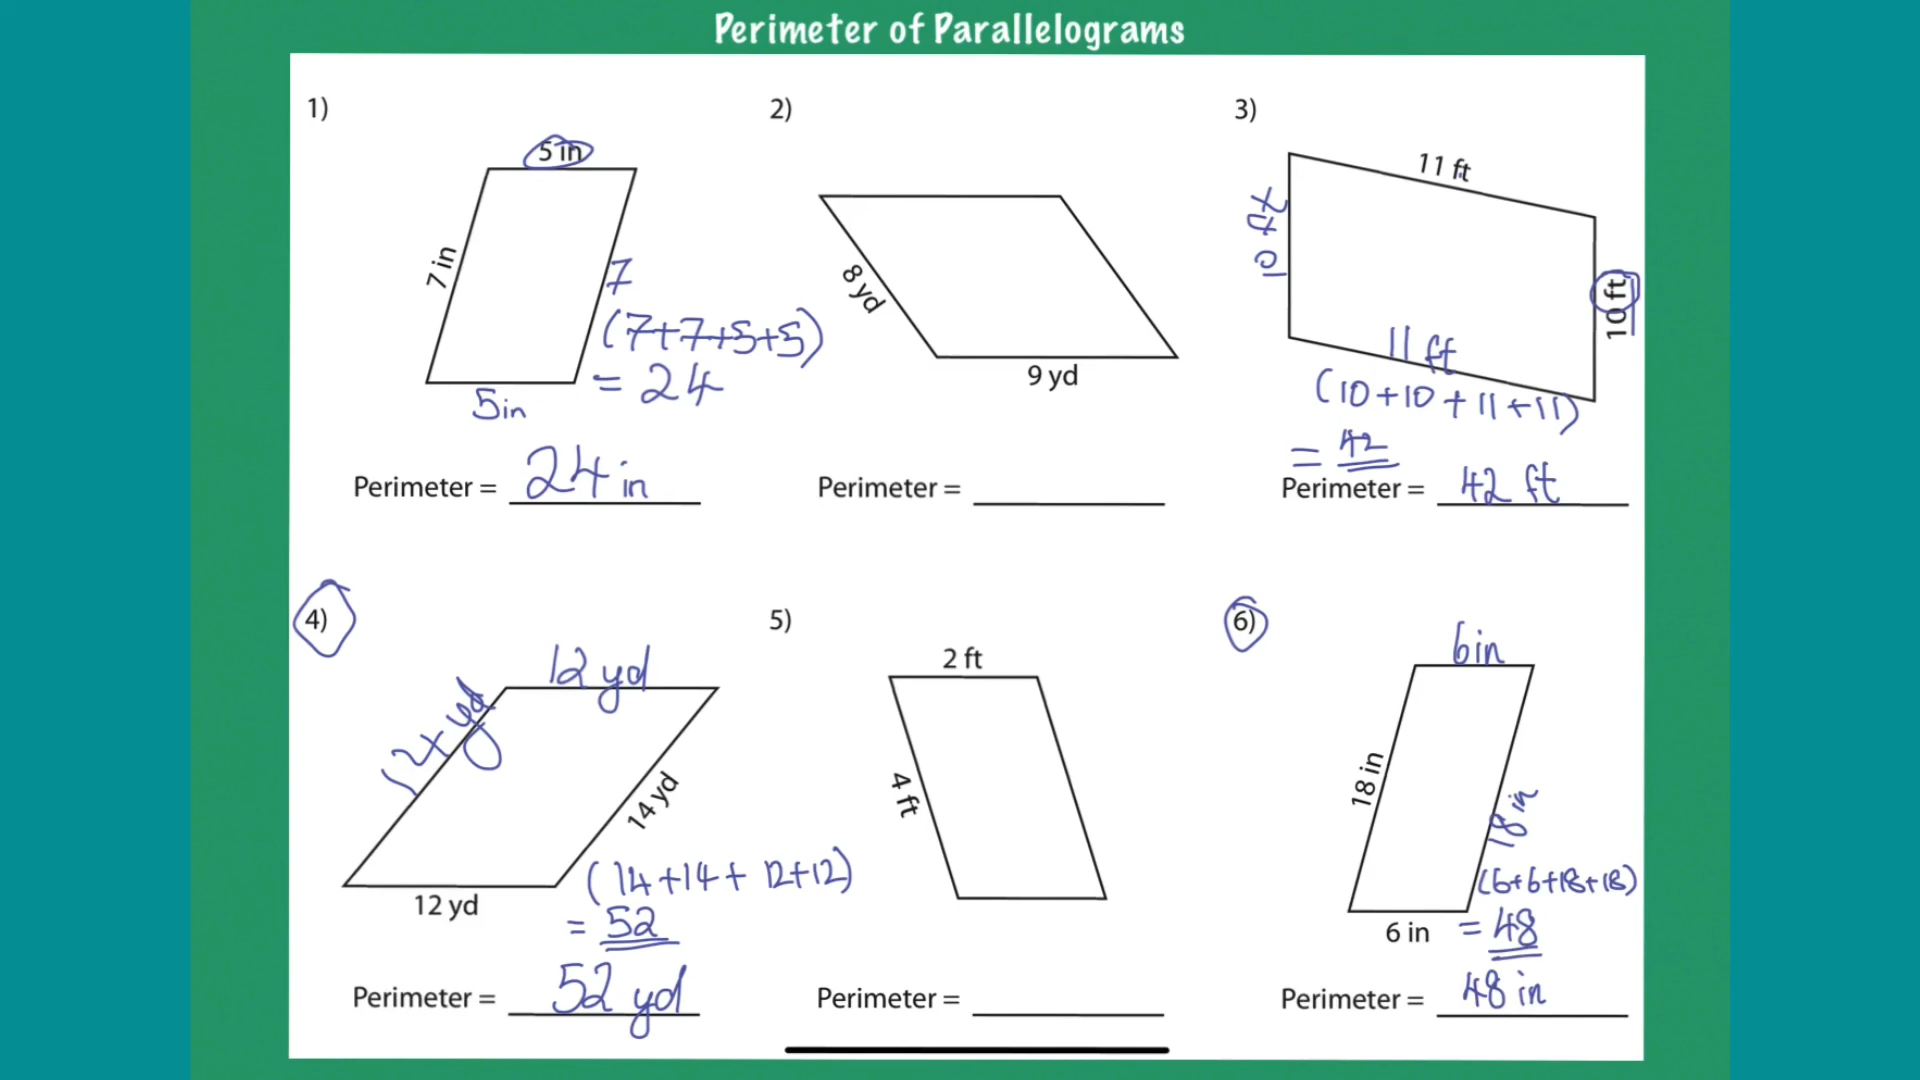 Perimeter of Parallelograms
1)
5 in
7 in
7
(7+7+5+5)
= 24
5in
Perimeter = 24 in
2)
8 yd
9 yd
Perimeter =
3)
11 ft
10 ft
10 ft
11 ft
(10+10+11+11)
= 42
Perimeter = 42 ft
4)
12 yd
14 yd
14 yd
12 yd
(14+14+12+12)
= 52
Perimeter = 52 yd
5)
2 ft
4 ft
Perimeter =
6)
6in
18 in
18 in
(6+6+18+18)
6 in
= 48
Perimeter = 48 in